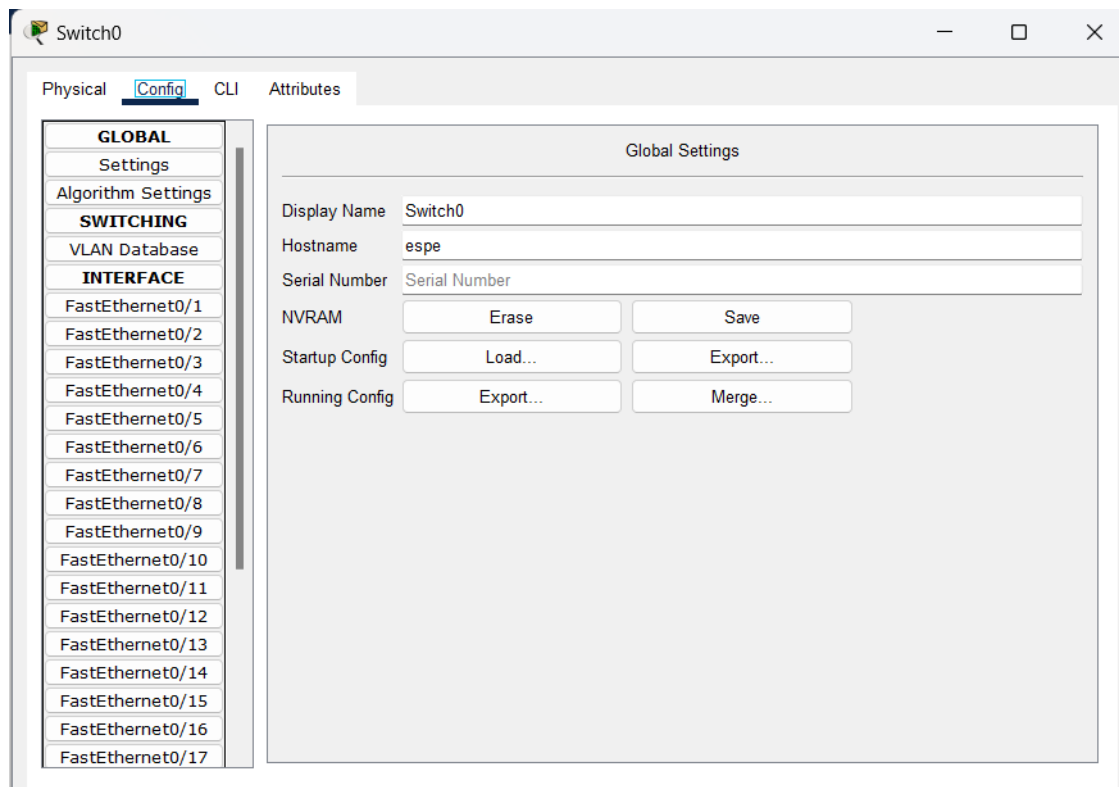 Switch0
Physical Config CLI Attributes
GLOBAL
Settings
Algorithm Settings
SWITCHING
VLAN Database
INTERFACE
FastEthernet0/1
FastEthernet0/2
FastEthernet0/3
FastEthernet0/4
FastEthernet0/5
FastEthernet0/6
FastEthernet0/7
FastEthernet0/8
FastEthernet0/9
FastEthernet0/10
FastEthernet0/11
FastEthernet0/12
FastEthernet0/13
FastEthernet0/14
FastEthernet0/15
FastEthernet0/16
FastEthernet0/17
Global Settings
Display Name Switch0
Hostname espe
Serial Number Serial Number
NVRAM Erase Save
Startup Config Load... Export...
Running Config Export... Merge...